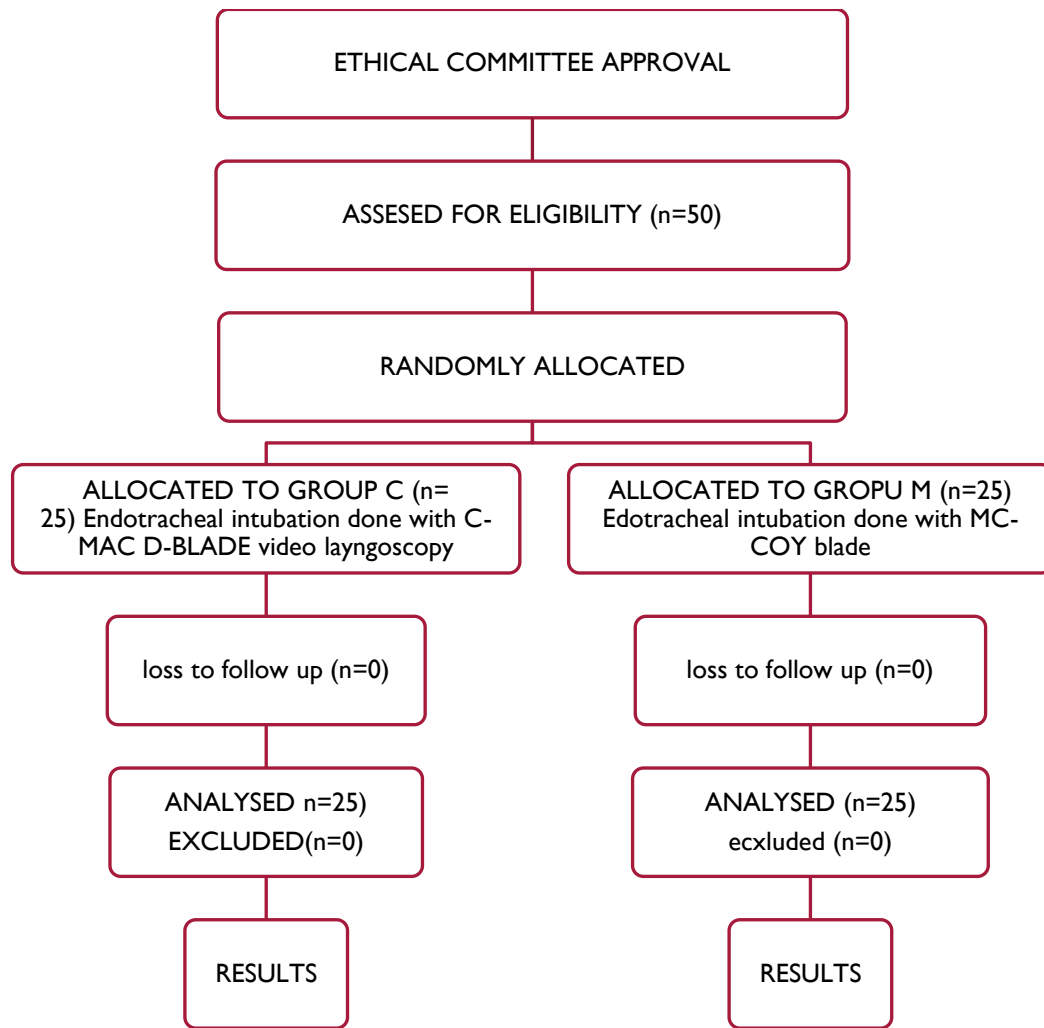 ETHICAL COMMITTEE APPROVAL
ASSESED FOR ELIGIBILITY (n=50)
RANDOMLY ALLOCATED
ALLOCATED TO GROUP C (n=
25) Endotracheal intubation done with C-
MAC D-BLADE video layngoscopy
ALLOCATED TO GROPU M (n=25)
Edotracheal intubation done with MC-
COY blade
loss to follow up (n=0)
loss to follow up (n=0)
ANALYSED n=25)
EXCLUDED(n=0)
ANALYSED (n=25)
ecxluded (n=0)
RESULTS
RESULTS